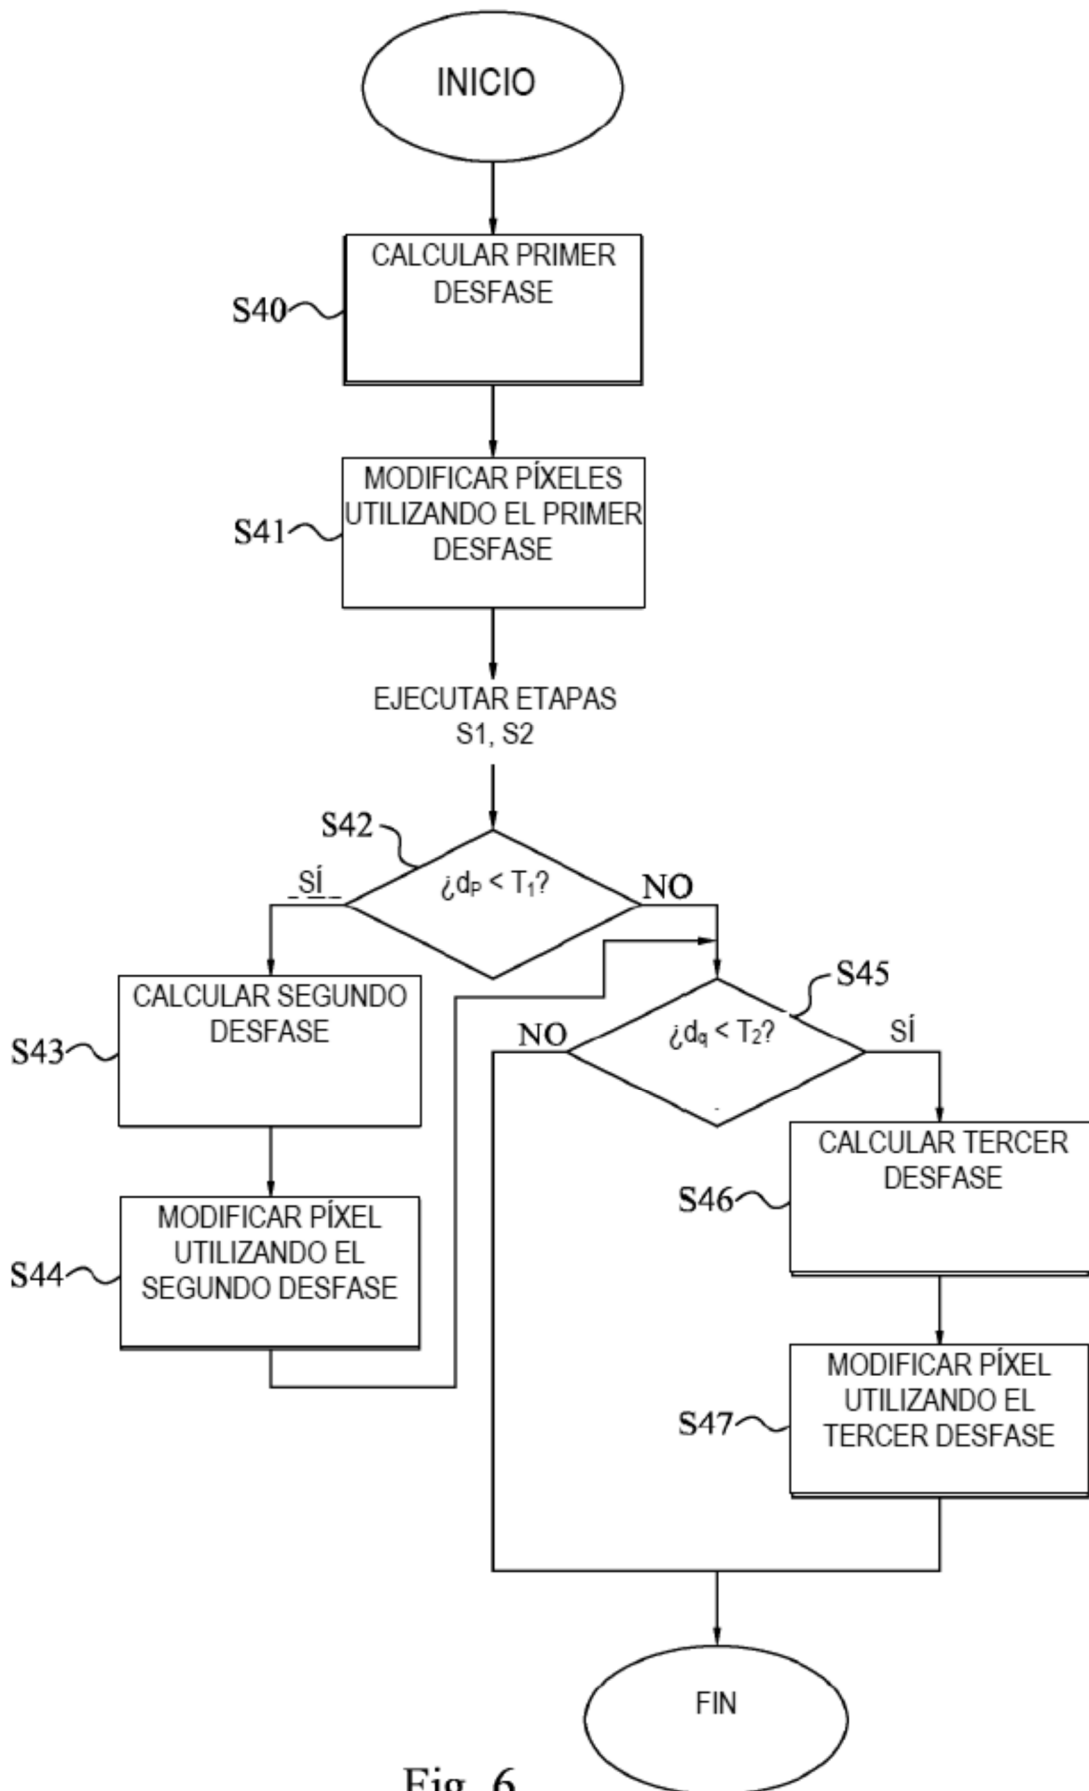 INICIO
CALCULAR PRIMER
DESFASE
S40
MODIFICAR PÍXELES
UTILIZANDO EL PRIMER
DESFASE
S41
EJECUTAR ETAPAS
S1, S2
S42
¿dP < T1?
SÍ
NO
S45
CALCULAR SEGUNDO
DESFASE
S43
¿dq < T2?
NO
SÍ
CALCULAR TERCER
DESFASE
S46
MODIFICAR PÍXEL
UTILIZANDO EL
SEGUNDO DESFASE
S44
MODIFICAR PÍXEL
UTILIZANDO EL
TERCER DESFASE
S47
FIN
Fig. 6